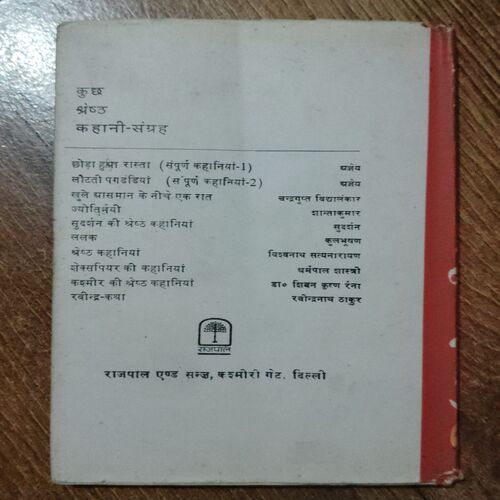 कुछ
श्रेष्ठ
कहानी-संग्रह
छोड़ा हुआ रास्ता (संपूर्ण कहानियां-1) अज्ञेय
लौटती पगडंडियां (संपूर्ण कहानियां-2) अज्ञेय
खुले आसमान के नीचे एक रात चन्द्रगुप्त विद्यालंकार
ज्योतिर्मयी शान्ताकुमार
सुदर्शन की श्रेष्ठ कहानियां सुदर्शन
ललक कुलभूषण
श्रेष्ठ कहानियां विश्वनाथ सत्यनारायण
शेक्सपियर की कहानियां धर्मपाल शास्त्री
कश्मीर की श्रेष्ठ कहानियां डा० शिबन कृष्ण रैना
रवीन्द्र-कथा रवीन्द्रनाथ ठाकुर
राजपाल
राजपाल एण्ड सन्ज़, कश्मीरी गेट, दिल्ली